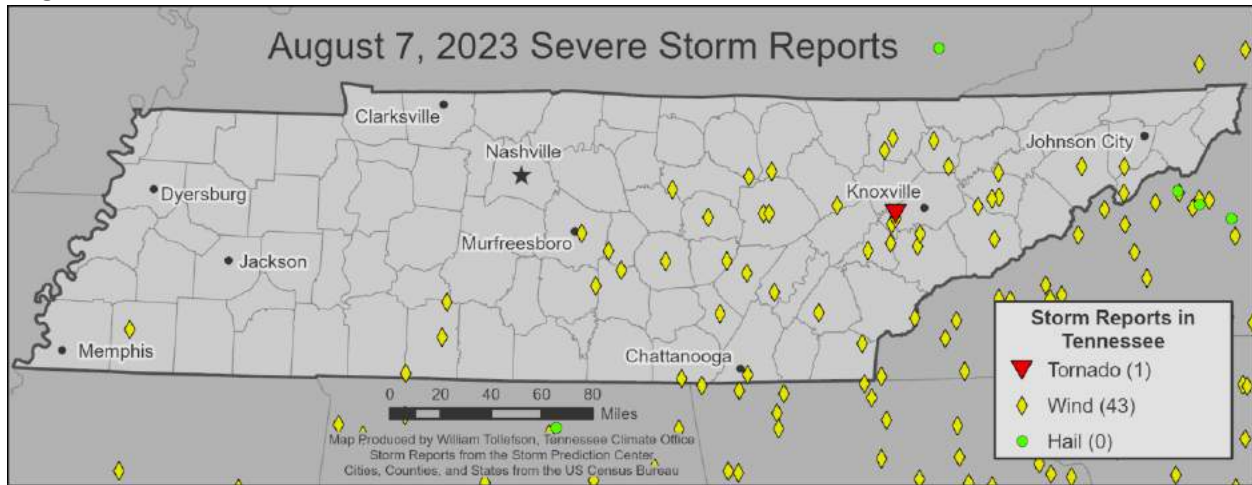 August 7, 2023 Severe Storm Reports
Clarksville
Nashville
Johnson City
Dyersburg
Knoxville
Murfreesboro
Jackson
Memphis
Chattanooga
Storm Reports in
Tennessee
Tornado (1)
Wind (43)
Hail (0)
0 20 40 60 80
Miles
Map Produced by William Tollefson, Tennessee Climate Office
Storm Reports from the Storm Prediction Center
Cities, Counties, and States from the US Census Bureau